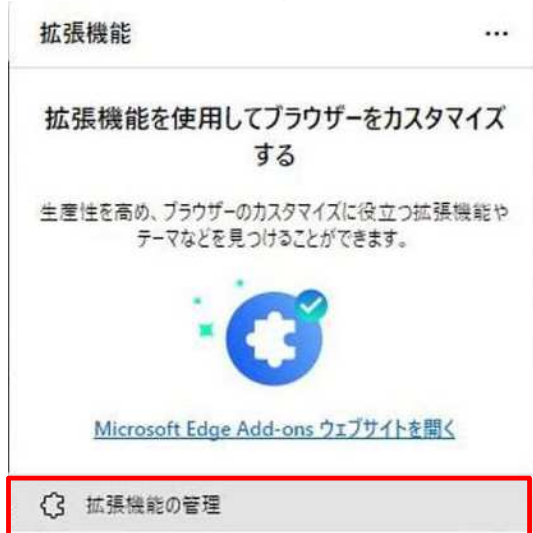 拡張機能 ...
拡張機能を使用してブラウザーをカスタマイズ
する
生産性を高め、ブラウザーのカスタマイズに役立つ拡張機能や
テーマなどを見つけることができます。
Microsoft Edge Add-ons ウェブサイトを開く
拡張機能の管理